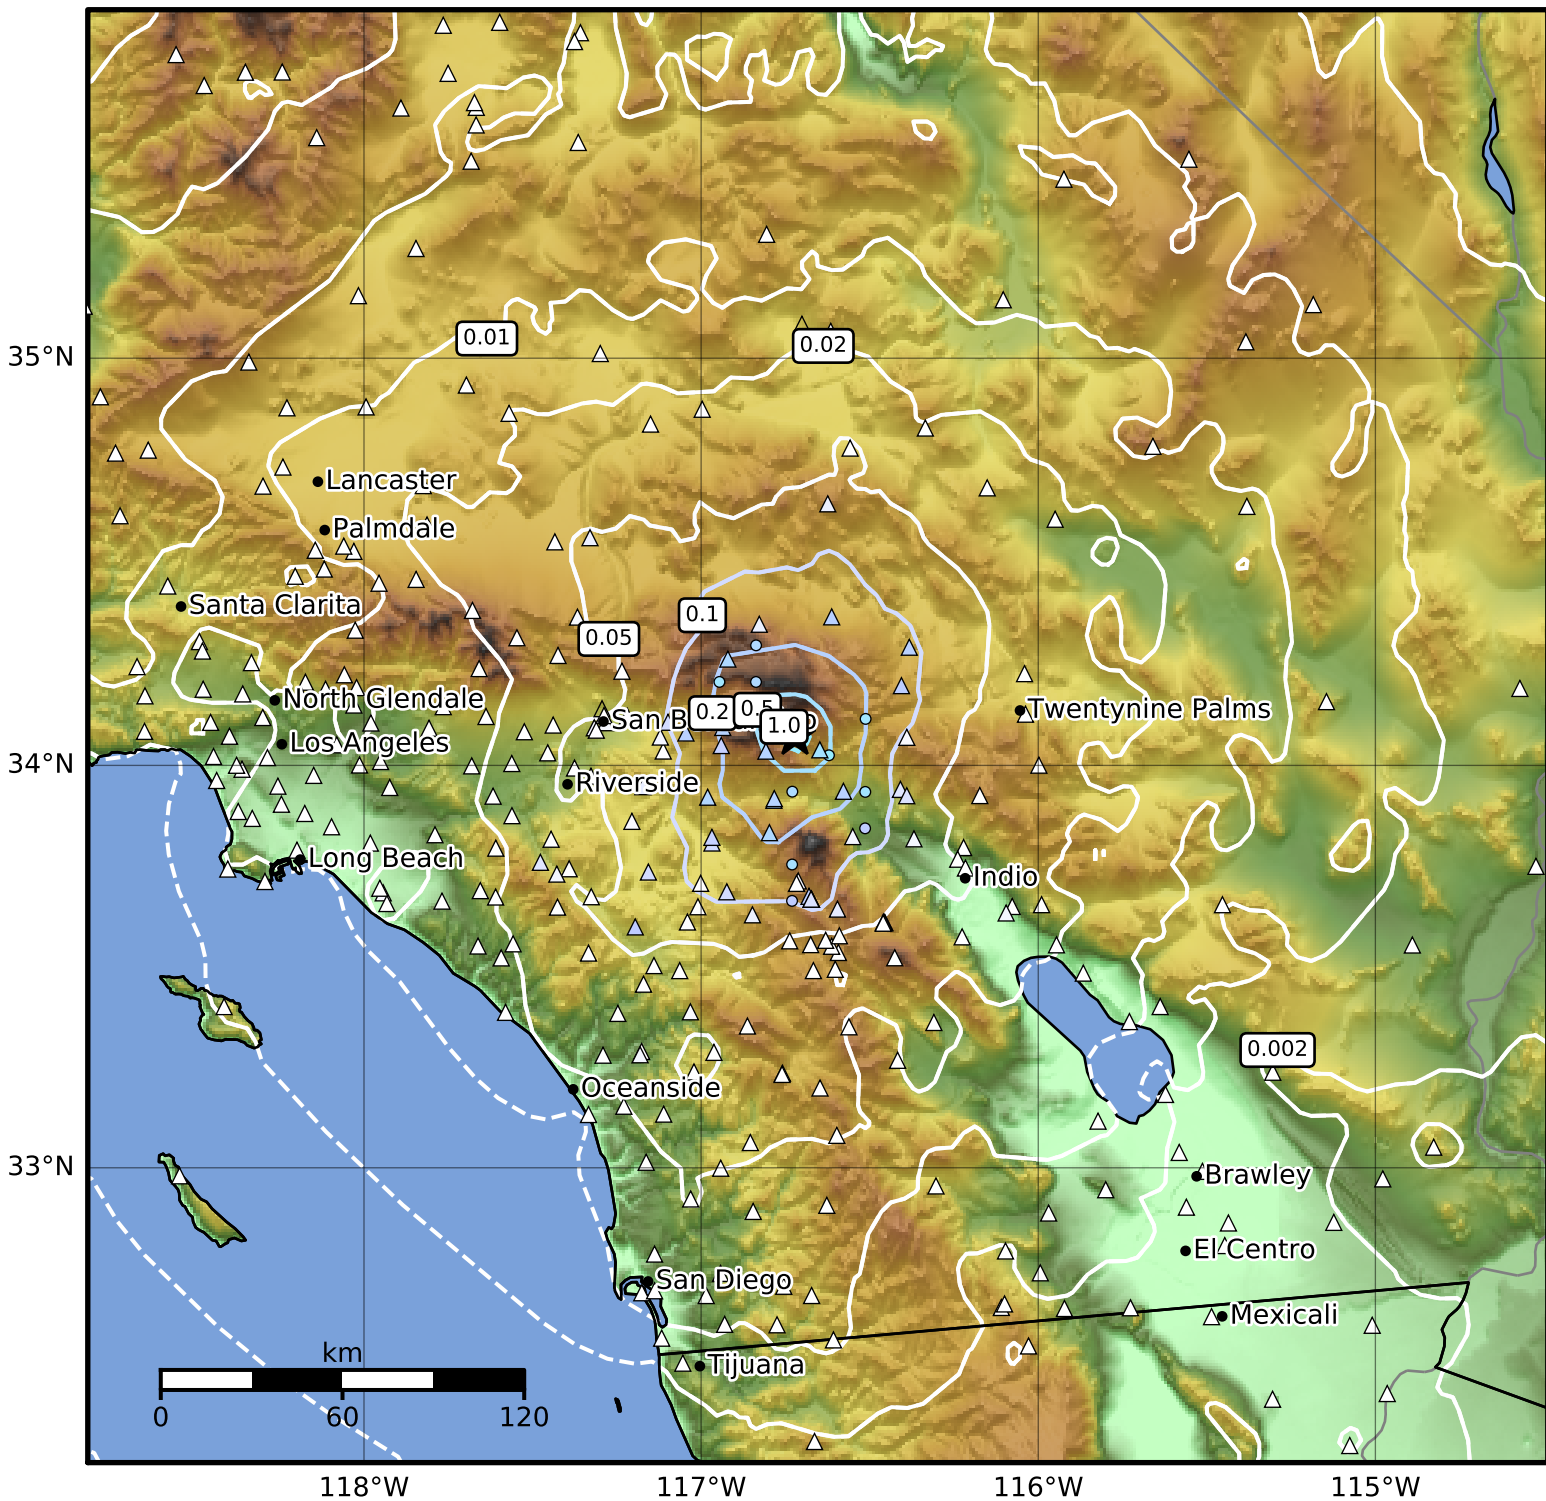 0.01
0.02
35°N
Lancaster
Palmdale
Santa Clarita
0.1
0.05
North Glendale
0.2
0.5
1.0
San B
o
Twentynine Palms
Los Angeles
34°N
Riverside
Long Beach
Indio
0.002
Oceanside
33°N
Brawley
El Centro
San Diego
Mexicali
km
Tijuana
0 60 120
118°W 117°W 116°W 115°W